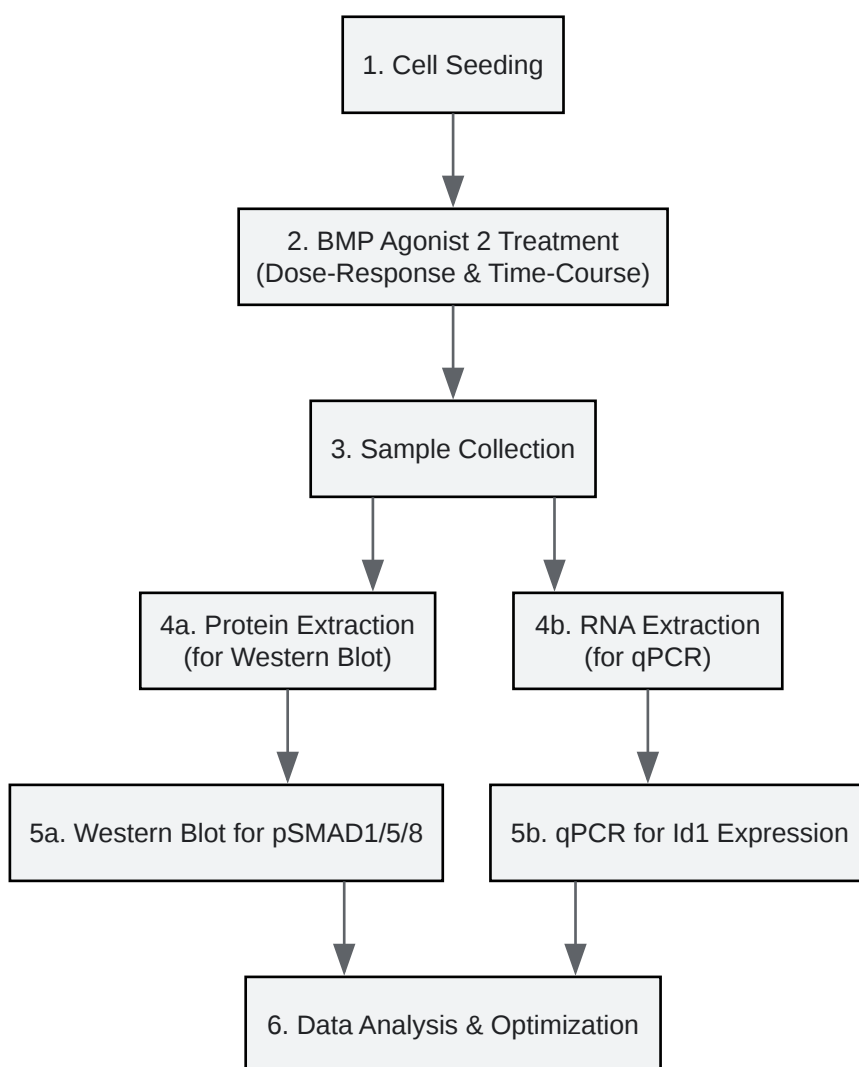 1. Cell Seeding
2. BMP Agonist 2 Treatment
(Dose-Response & Time-Course)
3. Sample Collection
4a. Protein Extraction
(for Western Blot)
4b. RNA Extraction
(for qPCR)
5a. Western Blot for pSMAD1/5/8
5b. qPCR for Id1 Expression
6. Data Analysis & Optimization